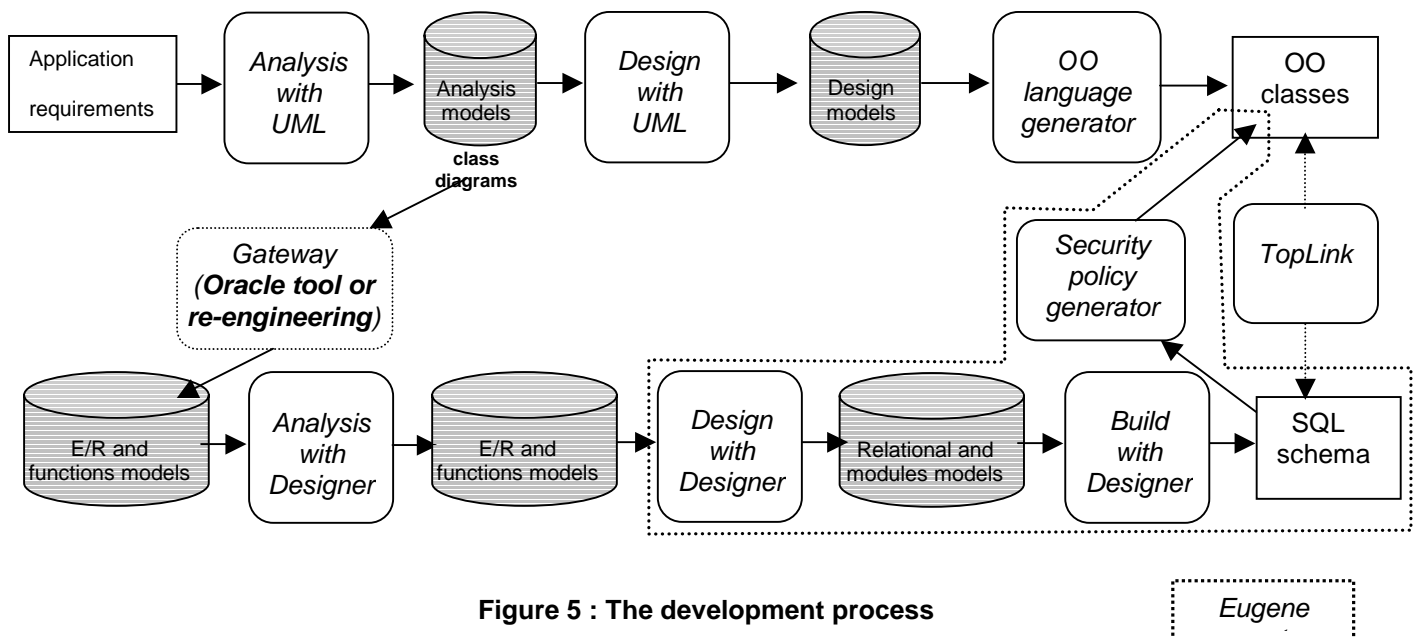 Application
requirements
Analysis
with
UML
Analysis
models
class
diagrams
Design
with
UML
Design
models
OO
language
generator
OO
classes
Gateway
(Oracle tool or
re-engineering)
Security
policy
generator
TopLink
E/R and
functions models
Analysis
with
Designer
E/R and
functions models
Design
with
Designer
Relational and
modules models
Build
with
Designer
SQL
schema
Figure 5 : The development process
Eugene